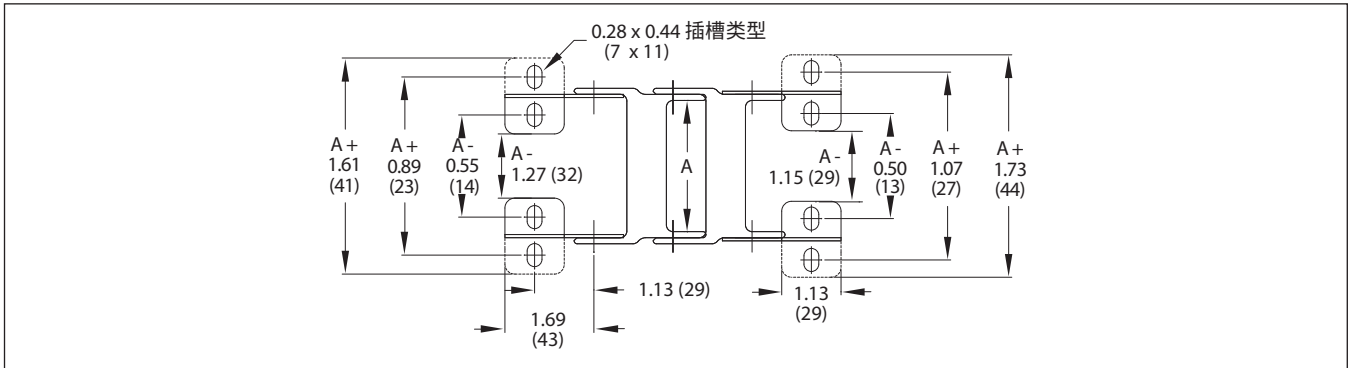 0.28 x 0.44 插槽类型
(7 x 11)
A +
1.61
(41)
A +
0.89
(23)
A -
0.55
(14)
A -
1.27 (32)
A
A -
1.15 (29)
A -
0.50
(13)
A +
1.07
(27)
A +
1.73
(44)
1.13 (29)
1.69
(43)
1.13
(29)